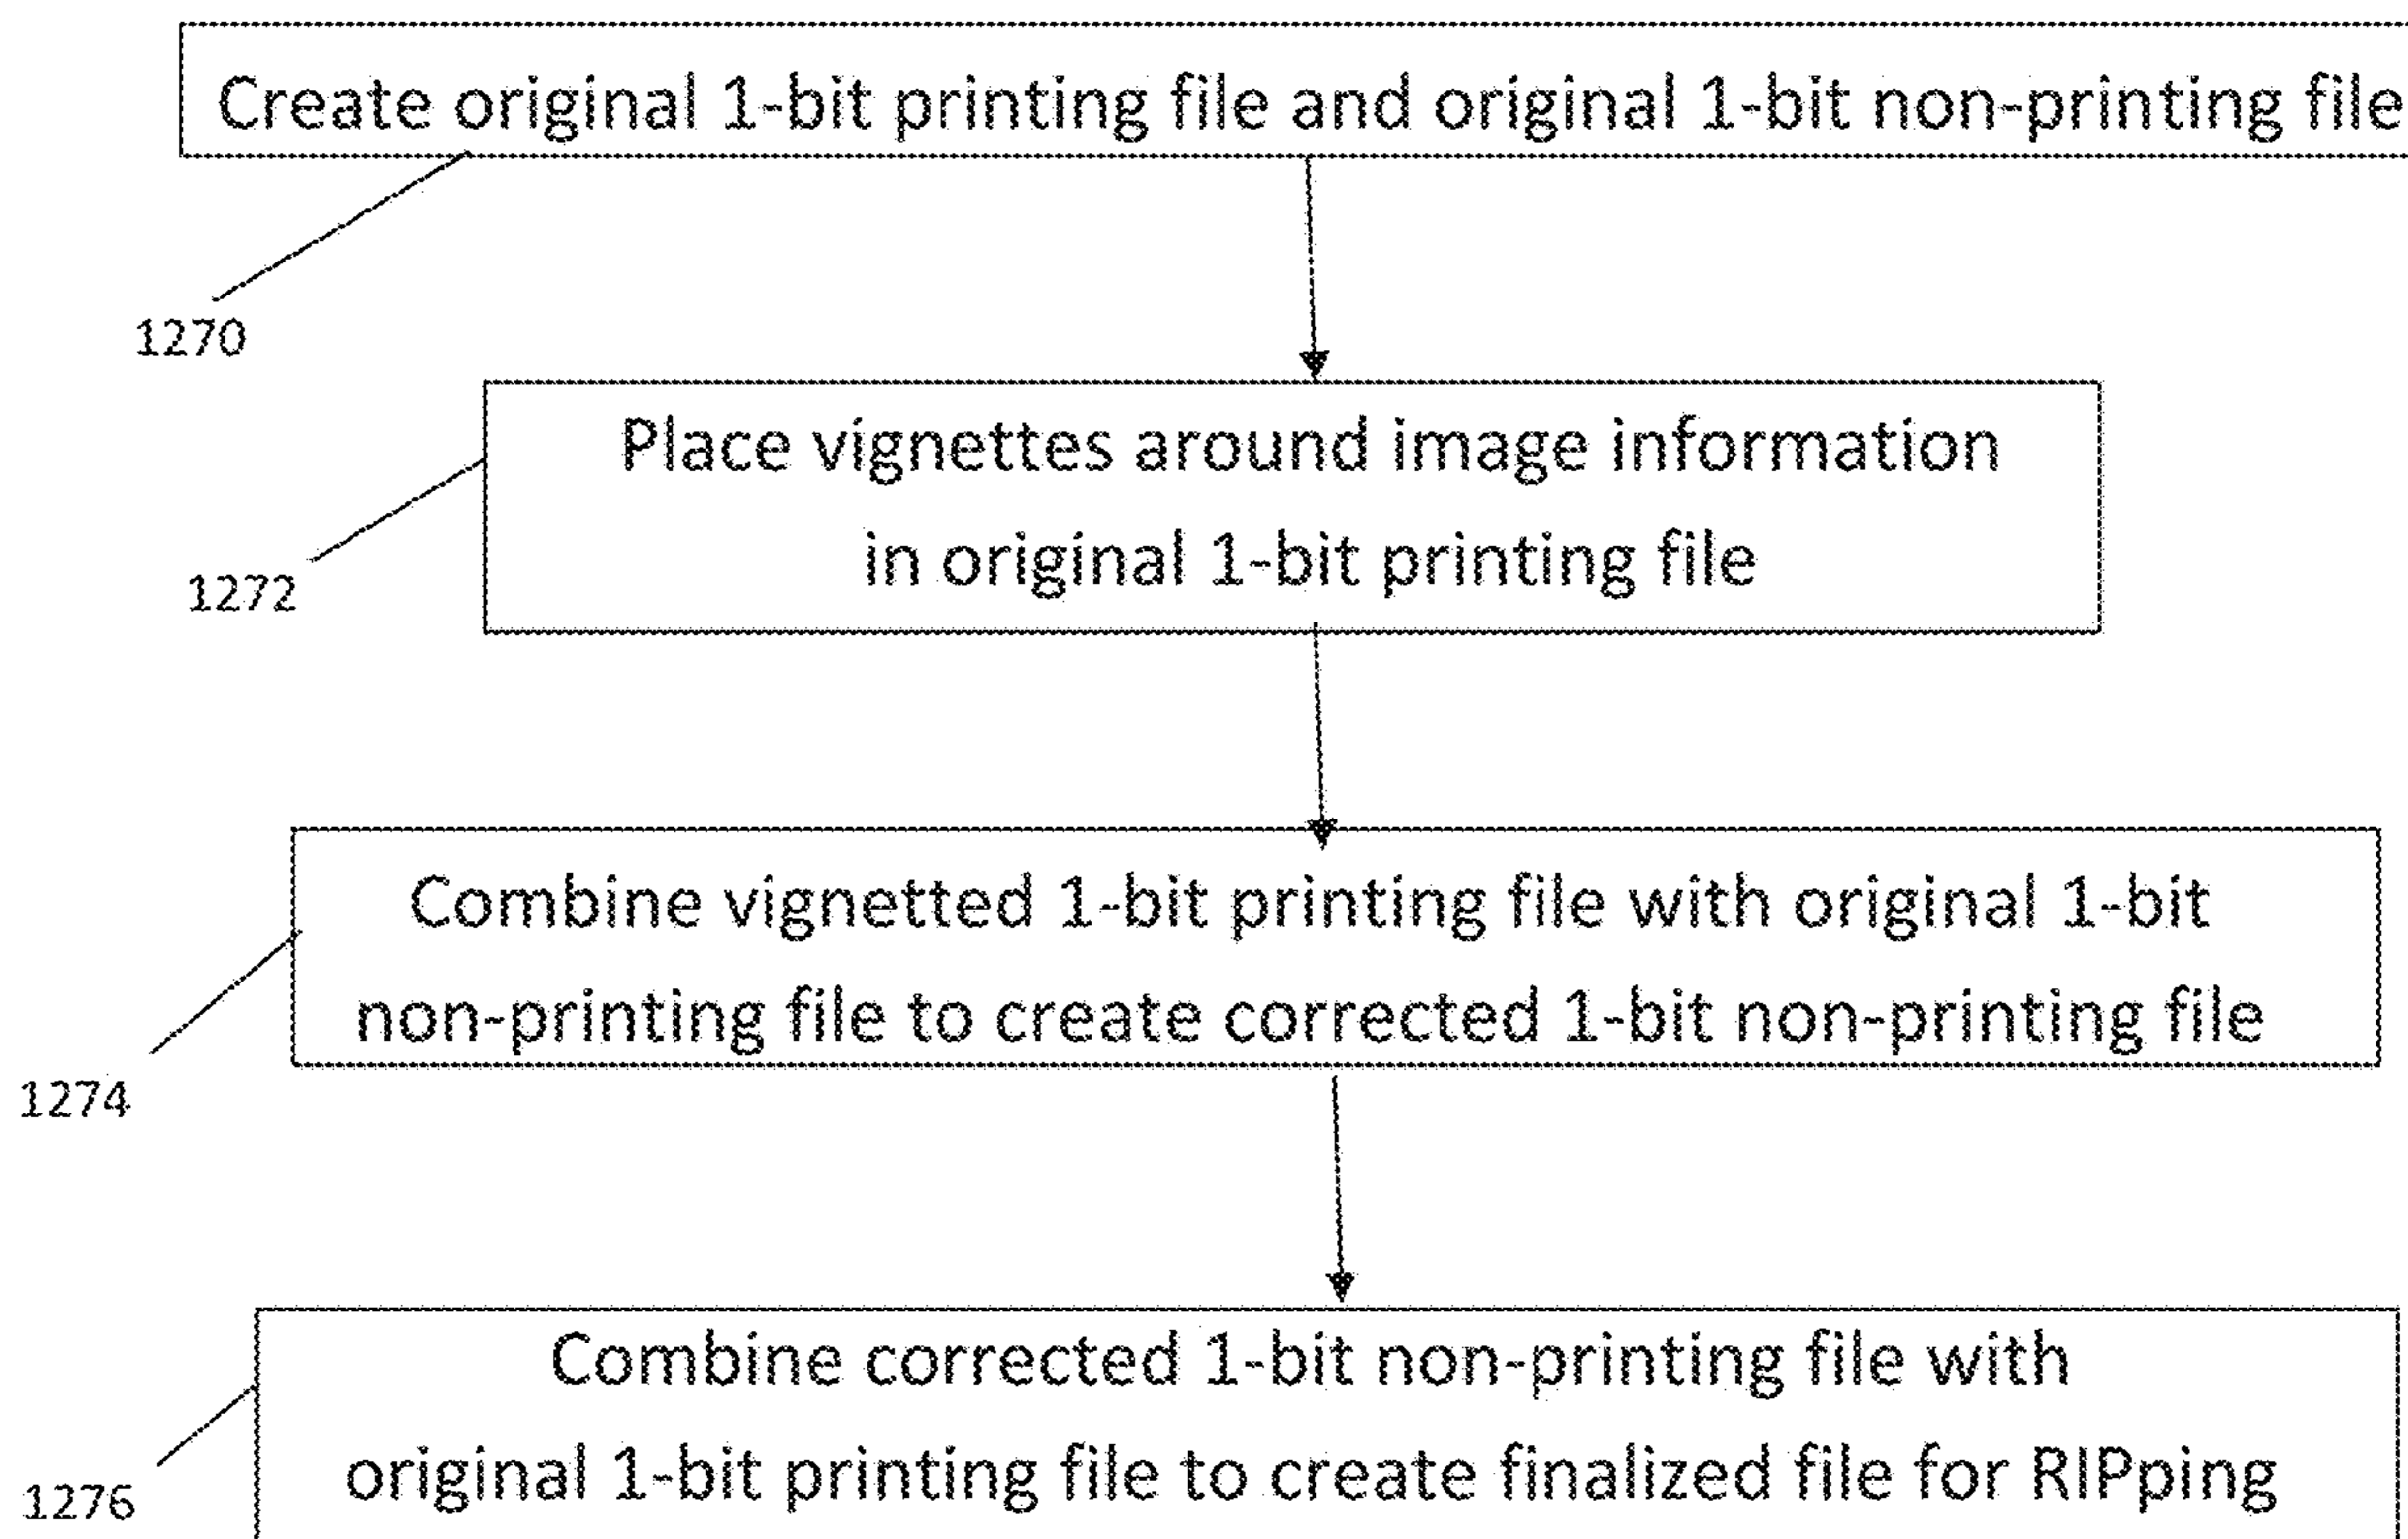 Create original 1-bit printing file and original 1-bit non-printing file
1270
Place vignettes around image information
in original 1-bit printing file
1272
Combine vignetted 1-bit printing file with original 1-bit
non-printing file to create corrected 1-bit non-printing file
1274
Combine corrected 1-bit non-printing file with
original 1-bit printing file to create finalized file for RIPping
1276